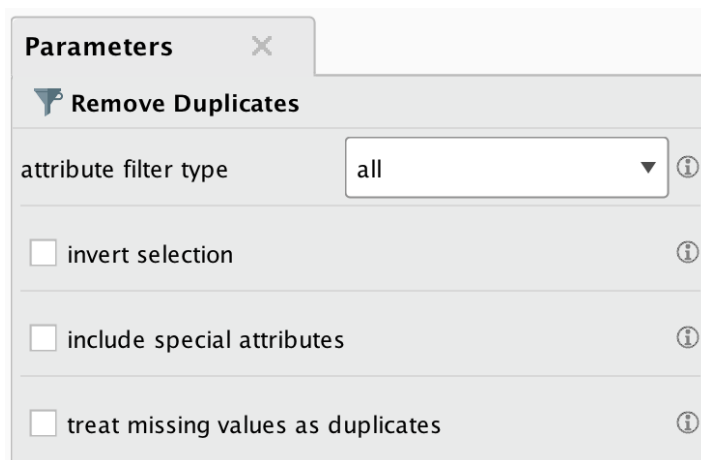 Parameters
Remove Duplicates
attribute filter type all
invert selection
include special attributes
treat missing values as duplicates